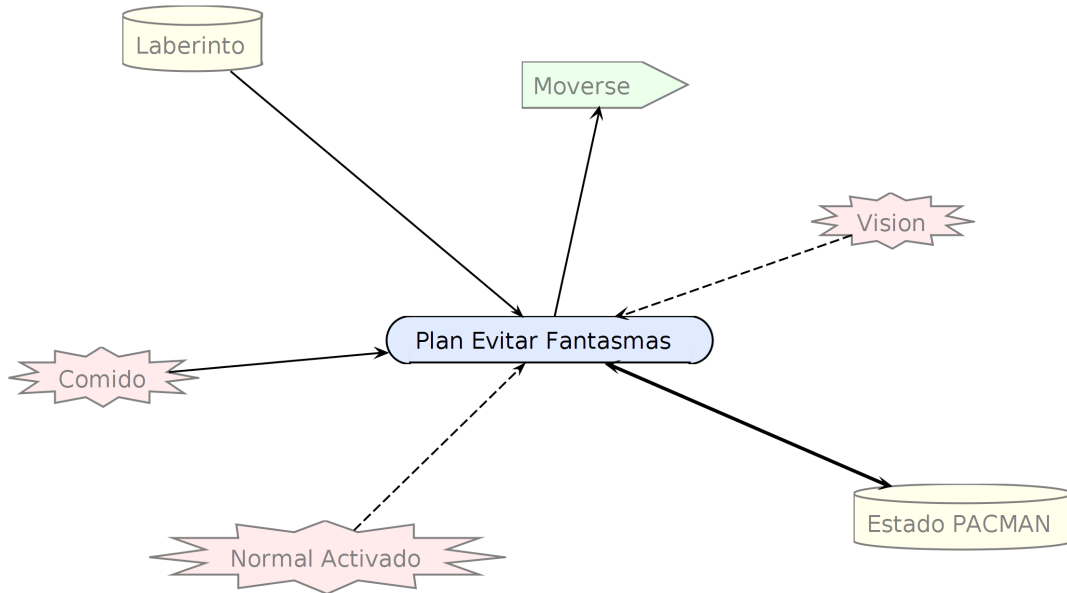 Laberinto
Moverse
Vision
Plan Evitar Fantasmas
Comido
Estado PACMAN
Normal Activado